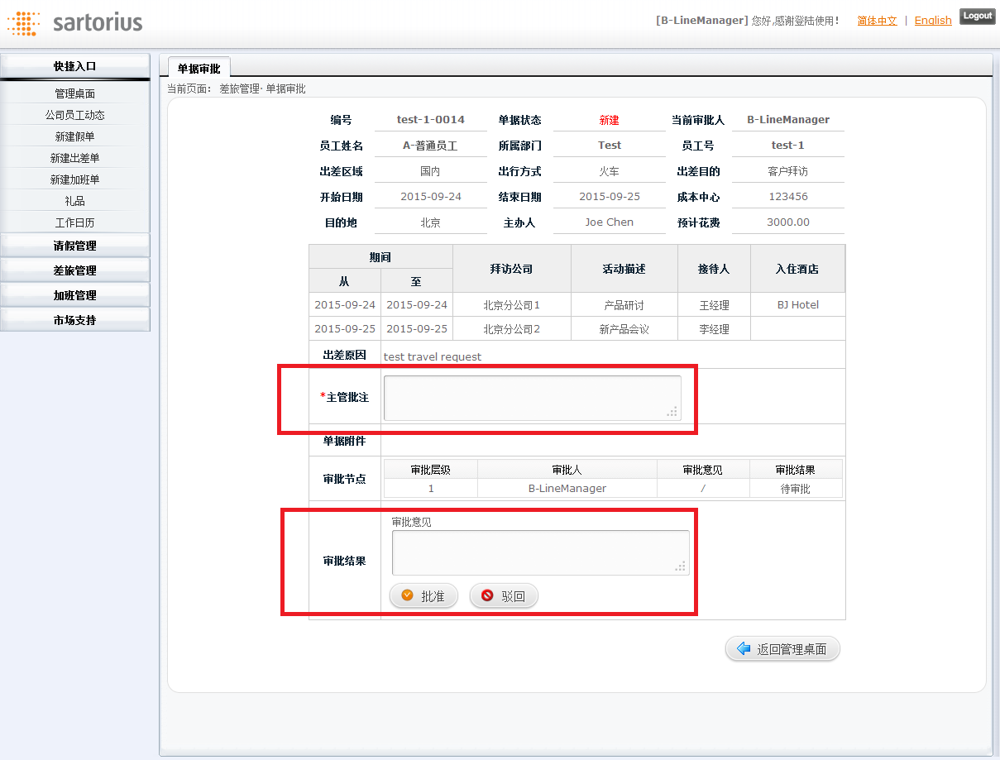 sartorius
[B-LineManager] 您好,感谢登陆使用! 简体中文 | English Logout
快捷入口
管理桌面
公司员工动态
新建假单
新建出差单
新建加班单
礼品
工作日历
请假管理
差旅管理
加班管理
市场支持
单据审批
当前页面: 差旅管理· 单据审批
编号 test-1-0014 单据状态 新建 当前审批人 B-LineManager
员工姓名 A-普通员工 所属部门 Test 员工号 test-1
出差区域 国内 出行方式 火车 出差目的 客户拜访
开始日期 2015-09-24 结束日期 2015-09-25 成本中心 123456
目的地 北京 主办人 Joe Chen 预计花费 3000.00
期间 拜访公司 活动描述 接待人 入住酒店
从 至
2015-09-24 2015-09-24 北京分公司1 产品研讨 王经理 BJ Hotel
2015-09-25 2015-09-25 北京分公司2 新产品会议 李经理
出差原因 test travel request
*主管批注
单据附件
审批节点
审批层级 审批人 审批意见 审批结果
1 B-LineManager / 待审批
审批结果
审批意见
批准 驳回
返回管理桌面